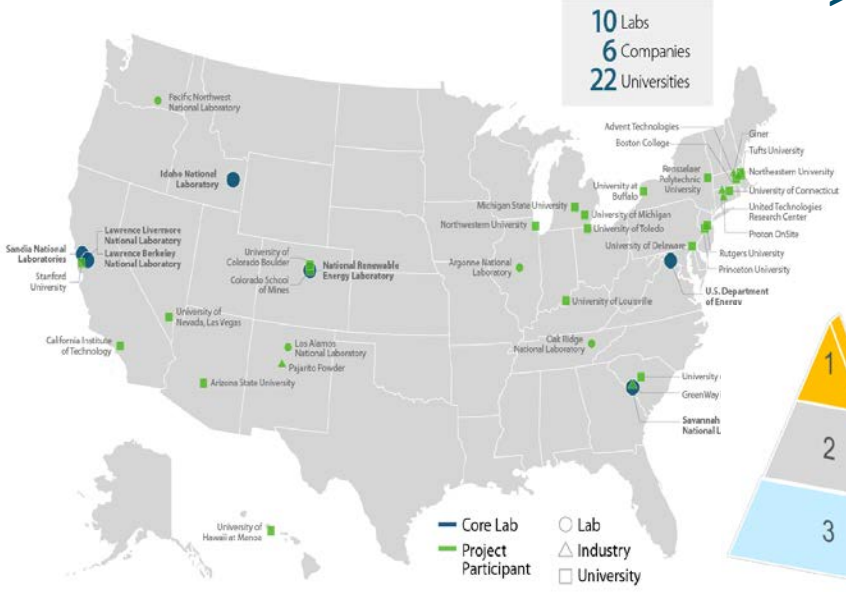 10 Labs
6 Companies
22 Universities
Pacific Northwest
National Laboratory
Idaho National
Laboratory
Sandia National
Laboratories
Lawrence Livermore
National Laboratory
Lawrence Berkeley
National Laboratory
Stanford
University
University of
Colorado Boulder
Colorado School
of Mines
National Renewable
Energy Laboratory
University of
Nevada, Las Vegas
California Institute
of Technology
Los Alamos
National Laboratory
Pajarito Powder
Arizona State University
University of
Hawaii at Manoa
Michigan State University
University of Michigan
Northwestern University
University of Toledo
Argonne National
Laboratory
University of Louisville
Oak Ridge
National Laboratory
Advent Technologies
Boston College
Rensselaer
Polytechnic
University
University at
Buffalo
Giner
Tufts University
Northeastern University
University of Connecticut
United Technologies
Research Center
Proton OnSite
University of Delaware
Rutgers University
Princeton University
U.S. Department
of Energy
University
GreenWay
Savannah
National L
Core Lab
Project
Participant
Lab
Industry
University
1
2
3